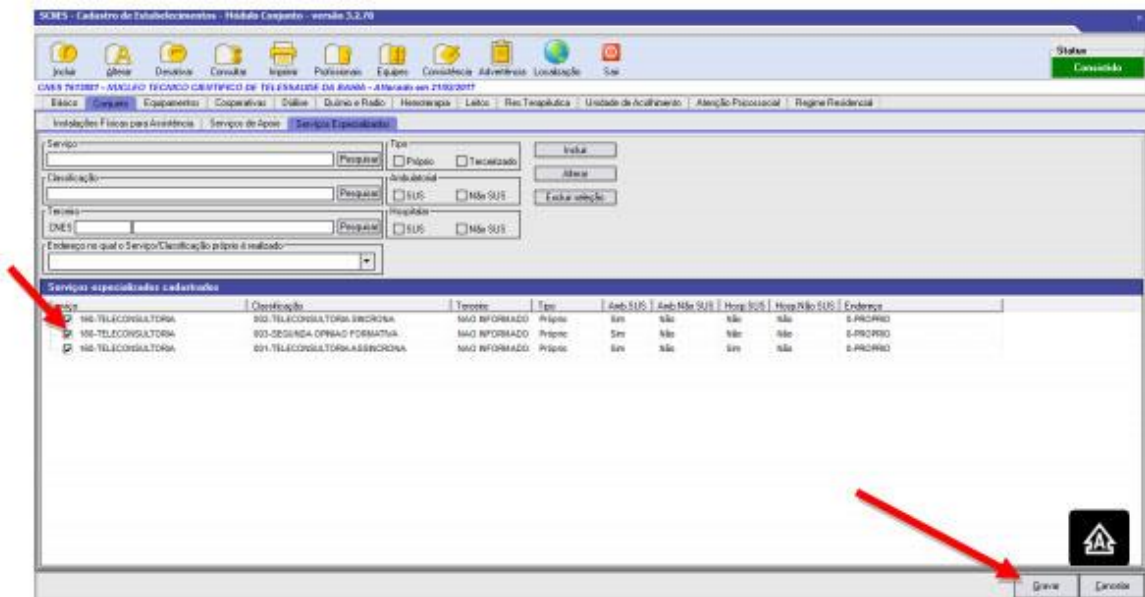 SCNES - Cadastro de Estabelecimentos - Módulo Conjunto - versão 3.2.70
Status
Consistido
Incluir Alterar Desativar Consultar Imprimir Profissionais Equipes Consistência Advertência Localização Sair
CNES - NUCLEO TECNICO CIENTIFICO DE TELESSAUDE DA BAHIA - Alterado em 21/02/2017
Básico Conjunto Equipamentos Cooperativas Diálise Químio e Radio Hemoterapia Leitos Res.Terapêutica Unidade de Acolhimento Atenção Psicossocial Regime Residencial
Instalações Físicas para Assistência Serviços de Apoio Serviços Especializados
Serviço Tipo
Pesquisar Próprio Terceirizado Incluir
Classificação Ambulatorial Alterar
Pesquisar SUS Não SUS Excluir seleção
Terceiro Hospitalar
CNES Pesquisar SUS Não SUS
Endereço no qual o Serviço/Classificação próprio é realizado
Serviços especializados cadastrados
Serviço Classificação Terceiro Tipo Amb.SUS Amb.Não SUS Hosp.SUS Hosp.Não SUS Endereço
160-TELECONSULTORIA 002-TELECONSULTORIA SINCRONA NAO INFORMADO Próprio Sim Não Não Não 0-PROPRIO
160-TELECONSULTORIA 003-SEGUNDA OPINIAO FORMATIVA NAO INFORMADO Próprio Sim Não Não Não 0-PROPRIO
160-TELECONSULTORIA 001-TELECONSULTORIA ASSINCRONA NAO INFORMADO Próprio Sim Não Sim Não 0-PROPRIO
A
Gravar Cancelar